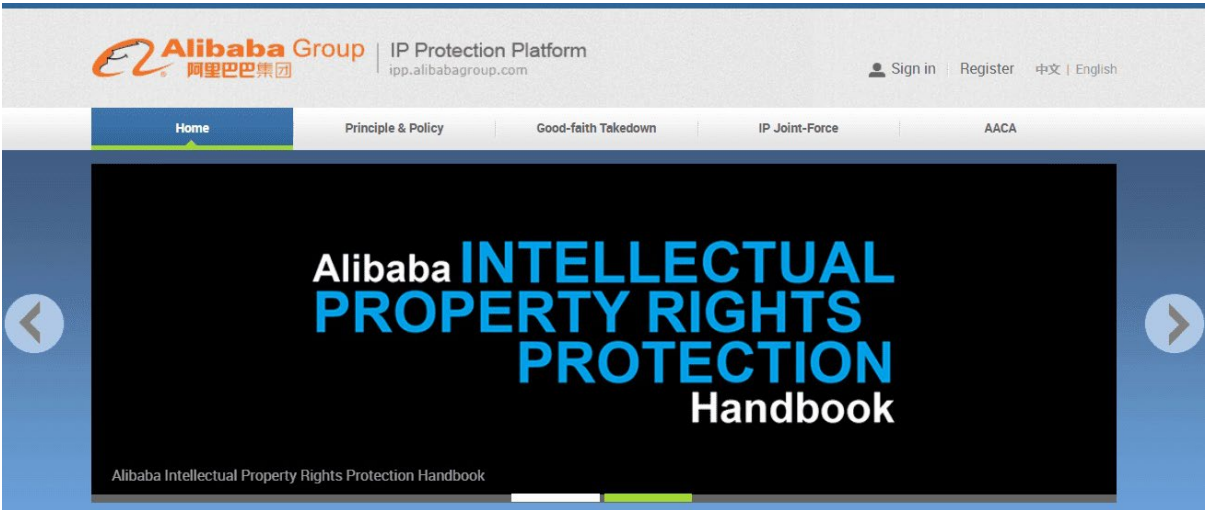 Alibaba Group | IP Protection Platform
阿里巴巴集团 ipp.alibabagroup.com
Sign in Register 中文 | English
Home Principle & Policy Good-faith Takedown IP Joint-Force AACA
Alibaba INTELLECTUAL
PROPERTY RIGHTS
PROTECTION
Handbook
Alibaba Intellectual Property Rights Protection Handbook